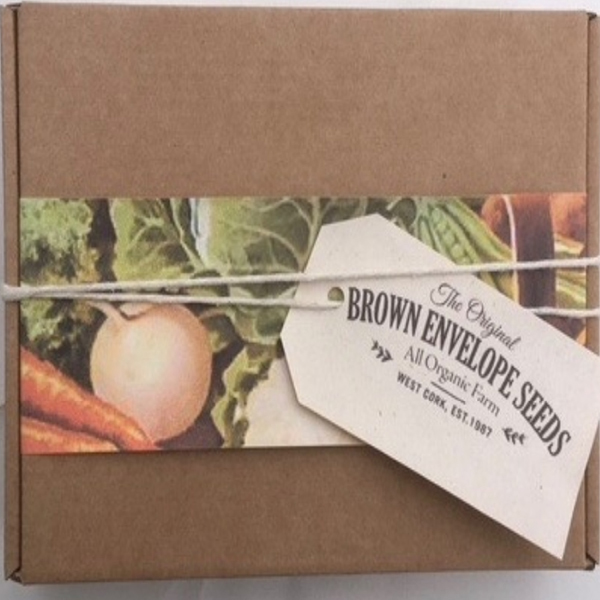 The Original
BROWN ENVELOPE SEEDS
All Organic Farm
WEST CORK, EST.1987